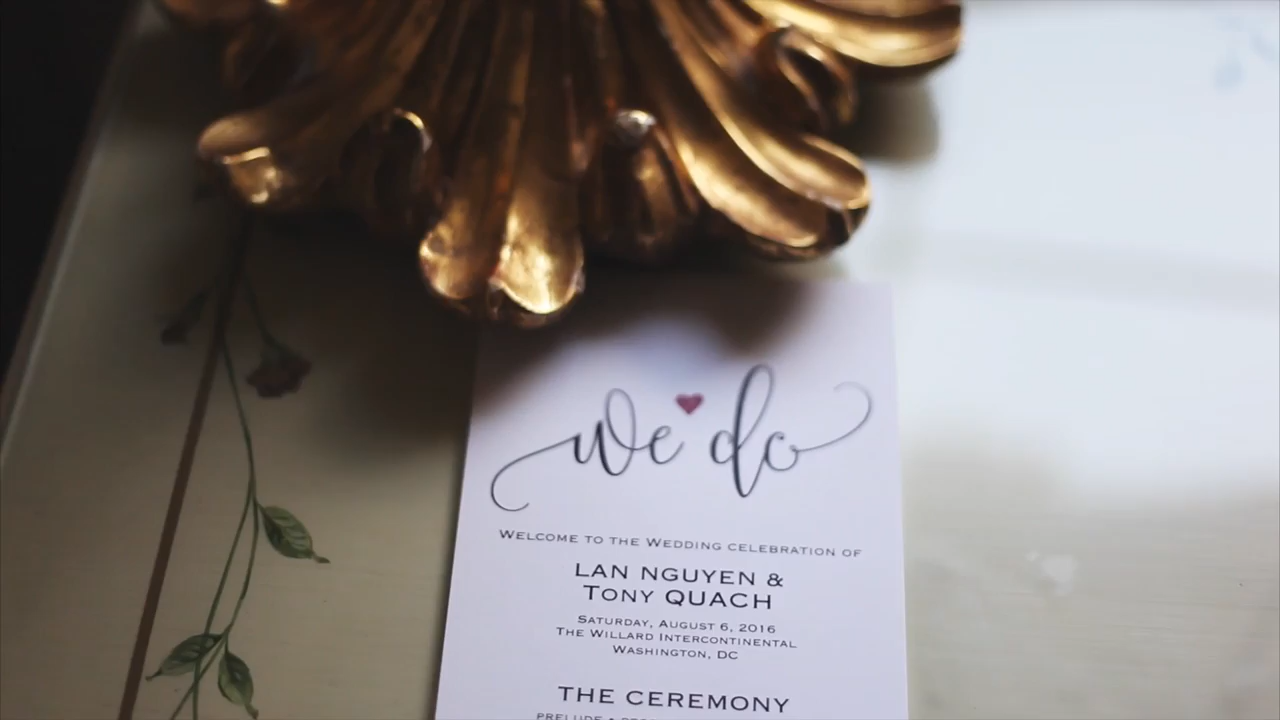 we do
Welcome to the Wedding celebration of
LAN NGUYEN &
Tony QUACH
Saturday, August 6, 2016
The Willard Intercontinental
Washington, DC
THE CEREMONY
PRELUDE •